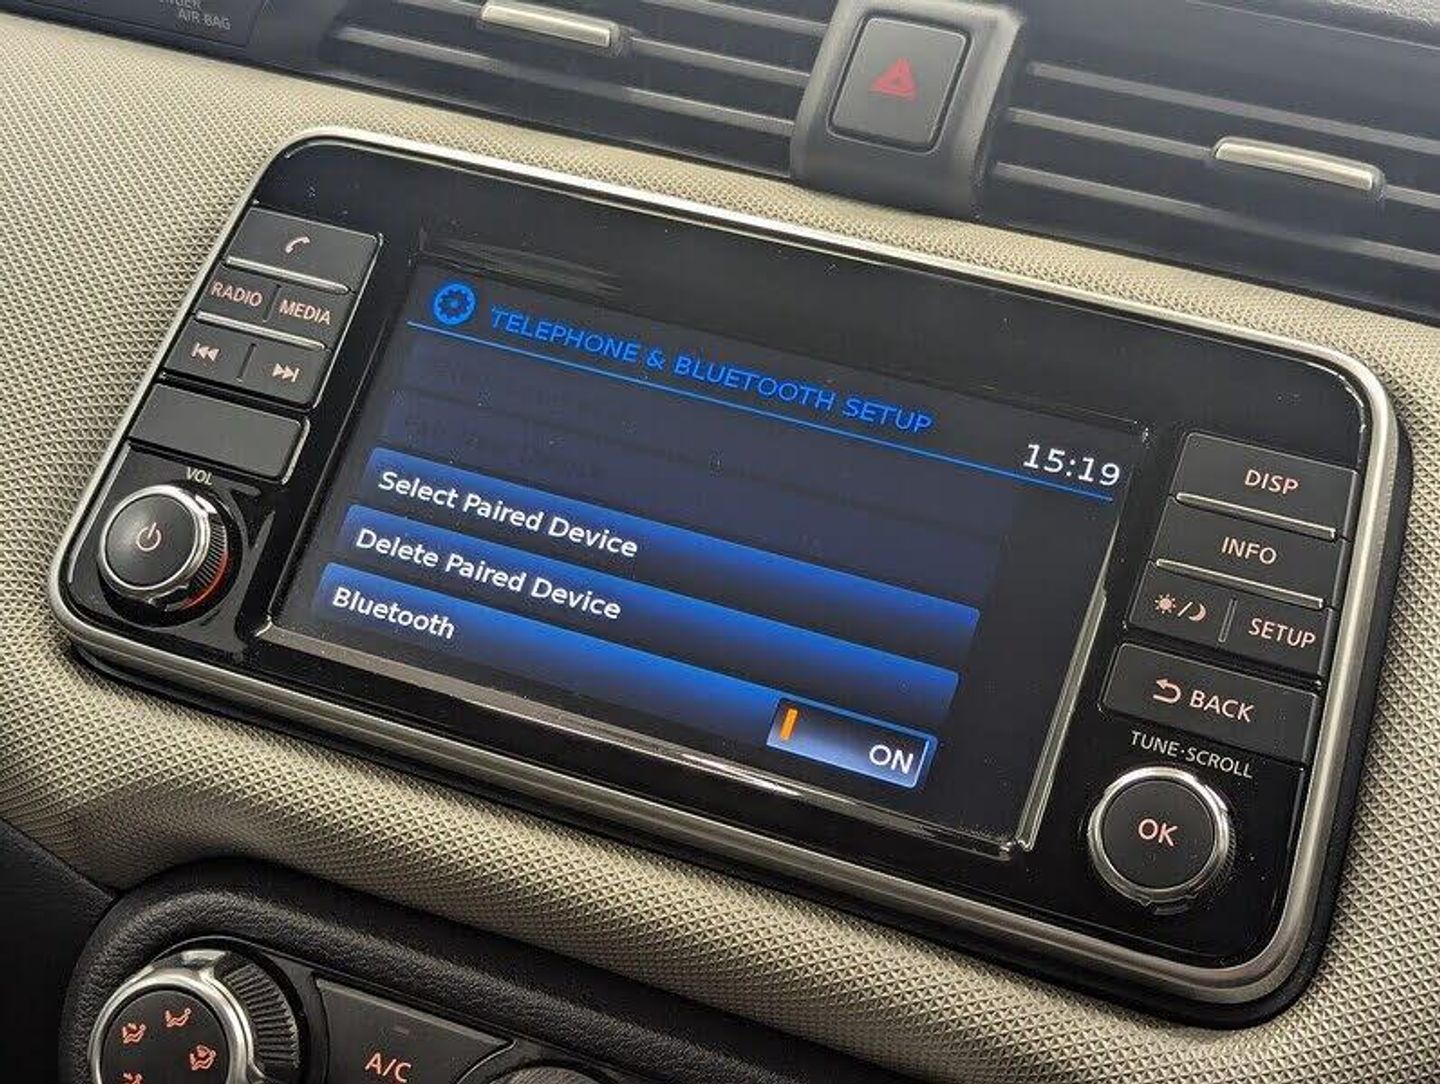 AIR BAG
RADIO
MEDIA
VOL
TELEPHONE & BLUETOOTH SETUP
15:19
Select Paired Device
Delete Paired Device
Bluetooth
ON
DISP
INFO
SETUP
BACK
TUNE·SCROLL
OK
A/C